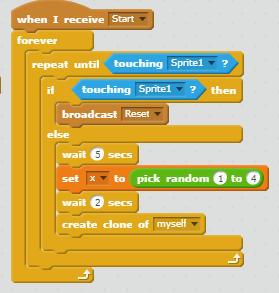 when I receive Start
forever
repeat until touching Sprite1 ?
if touching Sprite1 ? then
broadcast Reset
else
wait 5 secs
set x to pick random 1 to 4
wait 2 secs
create clone of myself